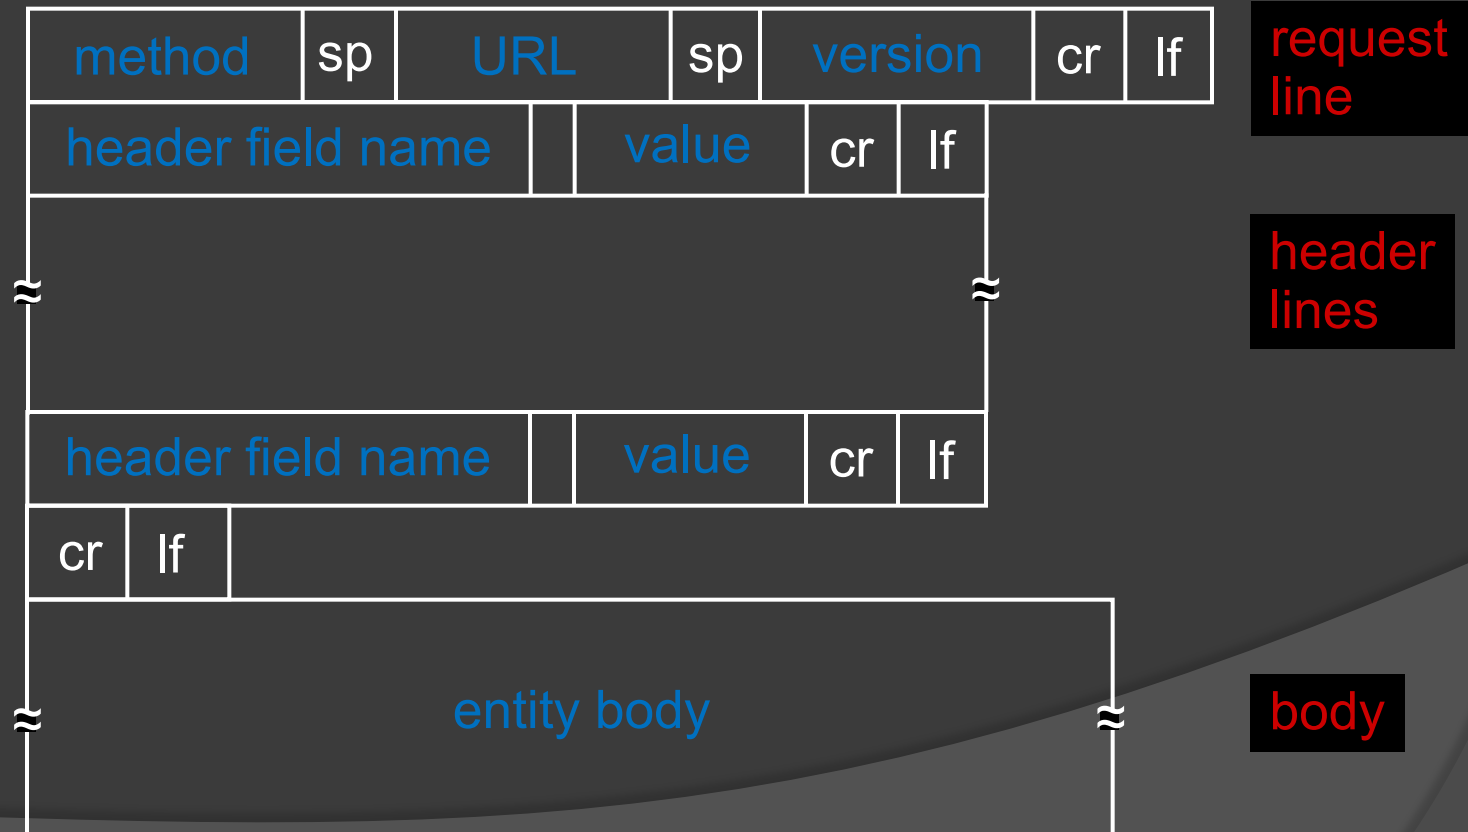 method sp URL sp version cr lf
request
line
header field name value cr lf
header
lines
≈ ≈
header field name value cr lf
cr lf
≈ entity body ≈
body